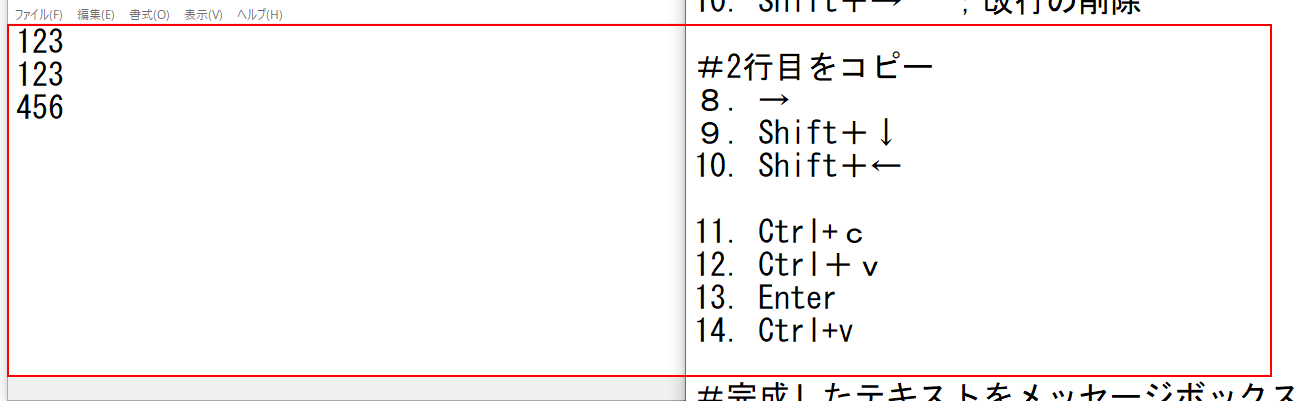 ファイル(F) 編集(E) 書式(O) 表示(V) ヘルプ(H)
123
123
456
10. Shift+→ ；改行の削除
＃2行目をコピー
８. →
９. Shift＋↓
10. Shift＋←
11. Ctrl+ｃ
12. Ctrl＋ｖ
13. Enter
14. Ctrl+v
＃完成したテキストをメッセージボックス